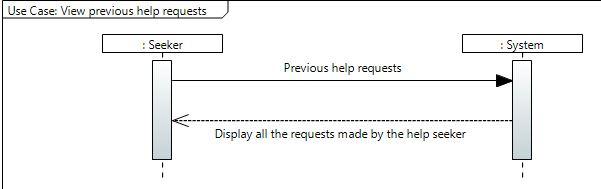 Use Case: View previous help requests
: Seeker
: System
Previous help requests
Display all the requests made by the help seeker